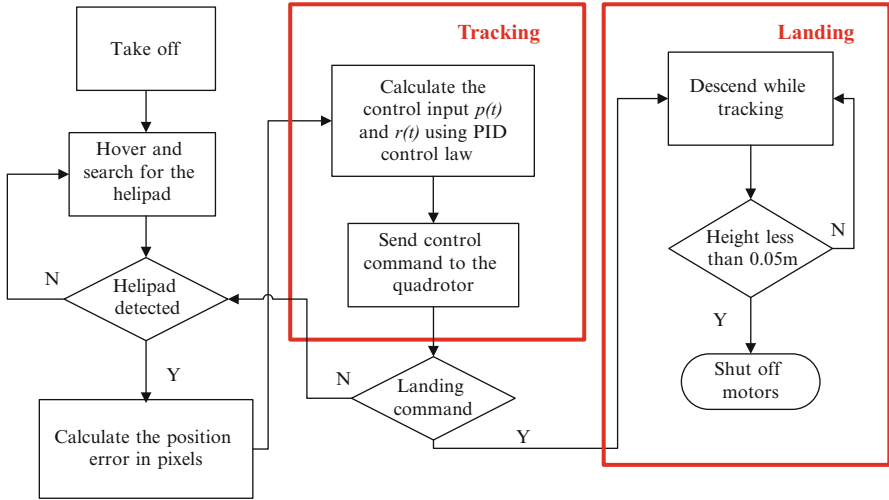 Take off
Hover and
search for the
helipad
N
Helipad
detected
Y
Calculate the position
error in pixels
Tracking
Calculate the
control input p(t)
and r(t) using PID
control law
Send control
command to the
quadrotor
N
Landing
command
Y
Landing
Descend while
tracking
N
Height less
than 0.05m
Y
Shut off
motors